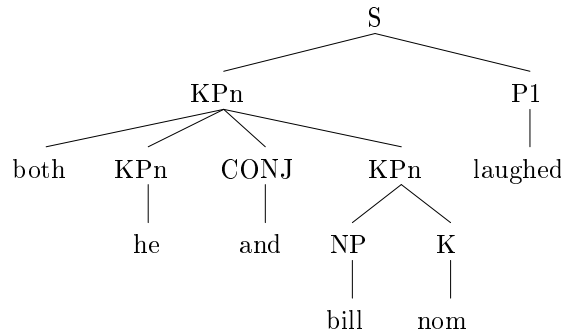 S
KPn P1
both KPn CONJ KPn laughed
he and NP K
bill nom